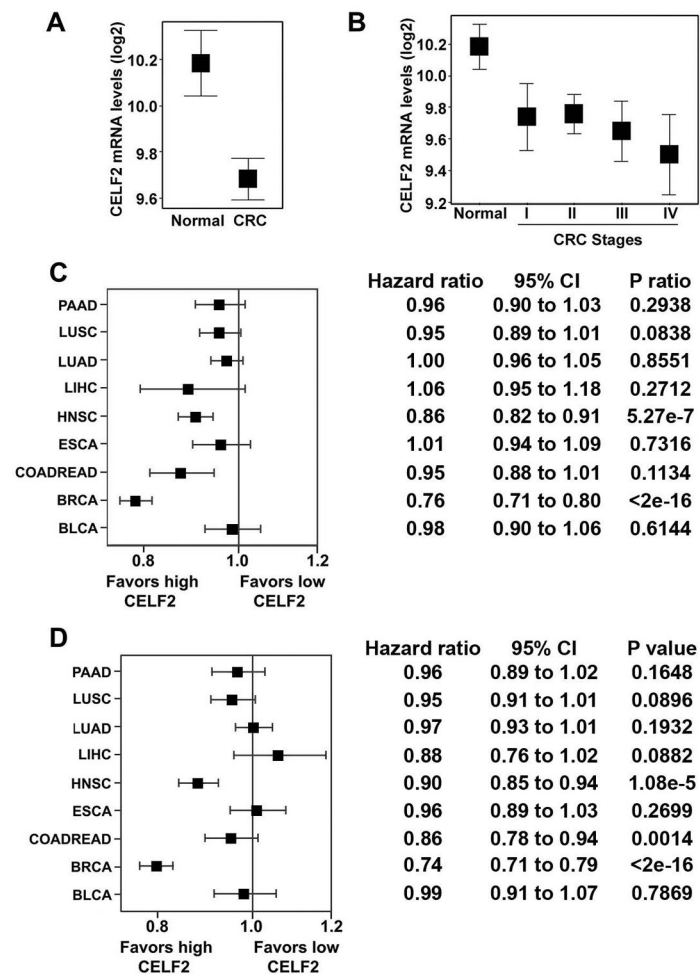 A
CELF2 mRNA levels (log2)
10.2
10.0
9.8
9.6
Normal CRC
B
CELF2 mRNA levels (log2)
10.2
10.0
9.8
9.6
9.4
9.2
Normal I II III IV
CRC Stages
C
Hazard ratio 95% CI P ratio
PAAD 0.96 0.90 to 1.03 0.2938
LUSC 0.95 0.89 to 1.01 0.0838
LUAD 1.00 0.96 to 1.05 0.8551
LIHC 1.06 0.95 to 1.18 0.2712
HNSC 0.86 0.82 to 0.91 5.27e-7
ESCA 1.01 0.94 to 1.09 0.7316
COADREAD 0.95 0.88 to 1.01 0.1134
BRCA 0.76 0.71 to 0.80 <2e-16
BLCA 0.98 0.90 to 1.06 0.6144
0.8 1.0 1.2
Favors high Favors low
CELF2 CELF2
D
Hazard ratio 95% CI P value
PAAD 0.96 0.89 to 1.02 0.1648
LUSC 0.95 0.91 to 1.01 0.0896
LUAD 0.97 0.93 to 1.01 0.1932
LIHC 0.88 0.76 to 1.02 0.0882
HNSC 0.90 0.85 to 0.94 1.08e-5
ESCA 0.96 0.89 to 1.03 0.2699
COADREAD 0.86 0.78 to 0.94 0.0014
BRCA 0.74 0.71 to 0.79 <2e-16
BLCA 0.99 0.91 to 1.07 0.7869
0.8 1.0 1.2
Favors high Favors low
CELF2 CELF2